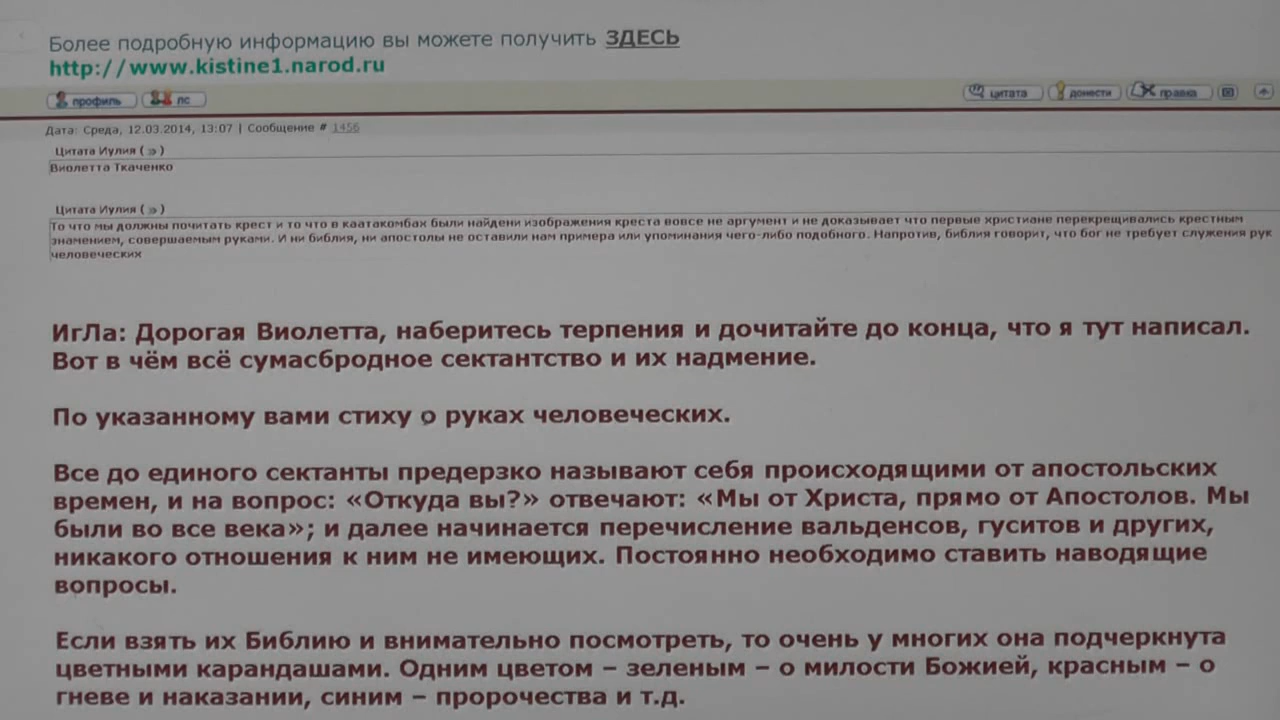 Более подробную информацию вы можете получить ЗДЕСЬ
http://www.kistine1.narod.ru
профиль лс цитата донести правка
Дата: Среда, 12.03.2014, 13:07 | Сообщение # 1456
Цитата Иулия ( » )
Виолетта Ткаченко
Цитата Иулия ( » )
То что мы должны почитать крест и то что в каатакомбах были найдени изображения креста вовсе не аргумент и не доказывает что первые христиане перекрещивались крестным
знамением, совершаемым руками. И ни библия, ни апостолы не оставили нам примера или упоминания чего-либо подобного. Напротив, библия говорит, что бог не требует служения рук
человеческих
ИгЛа: Дорогая Виолетта, наберитесь терпения и дочитайте до конца, что я тут написал.
Вот в чём всё сумасбродное сектантство и их надмение.
По указанному вами стиху о руках человеческих.
Все до единого сектанты предерзко называют себя происходящими от апостольских
времен, и на вопрос: «Откуда вы?» отвечают: «Мы от Христа, прямо от Апостолов. Мы
были во все века»; и далее начинается перечисление вальденсов, гуситов и других,
никакого отношения к ним не имеющих. Постоянно необходимо ставить наводящие
вопросы.
Если взять их Библию и внимательно посмотреть, то очень у многих она подчеркнута
цветными карандашами. Одним цветом – зеленым – о милости Божией, красным – о
гневе и наказании, синим – пророчества и т.д.